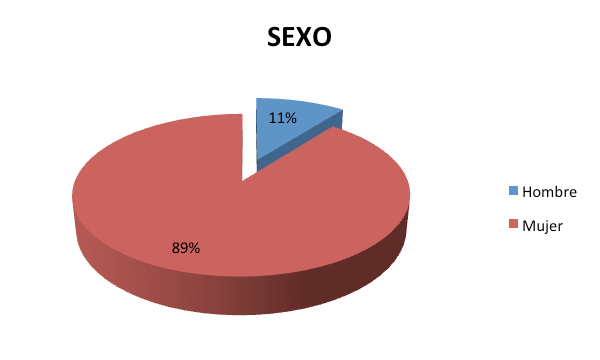 SEXO
11%
Hombre
Mujer
89%